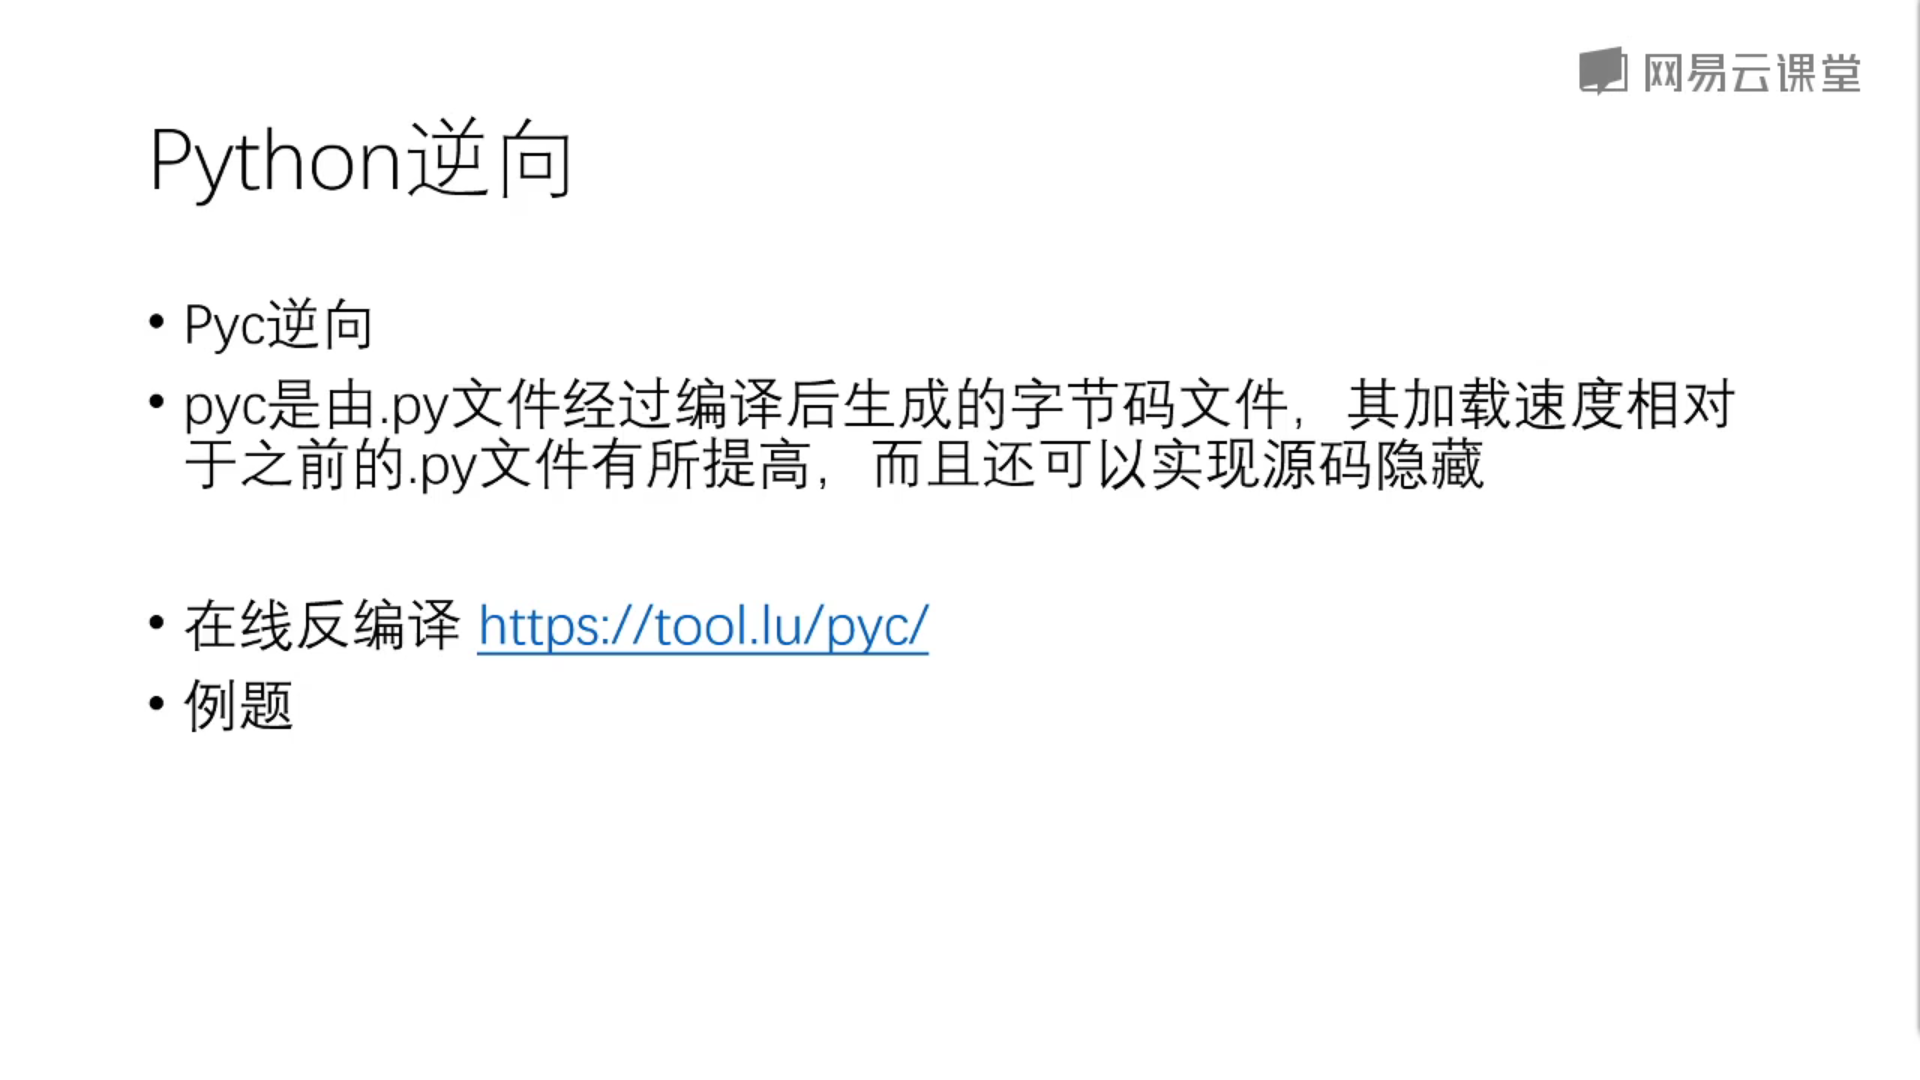 网易云课堂
Python逆向
• Pyc逆向
• pyc是由.py文件经过编译后生成的字节码文件，其加载速度相对
于之前的.py文件有所提高，而且还可以实现源码隐藏
• 在线反编译 https://tool.lu/pyc/
• 例题